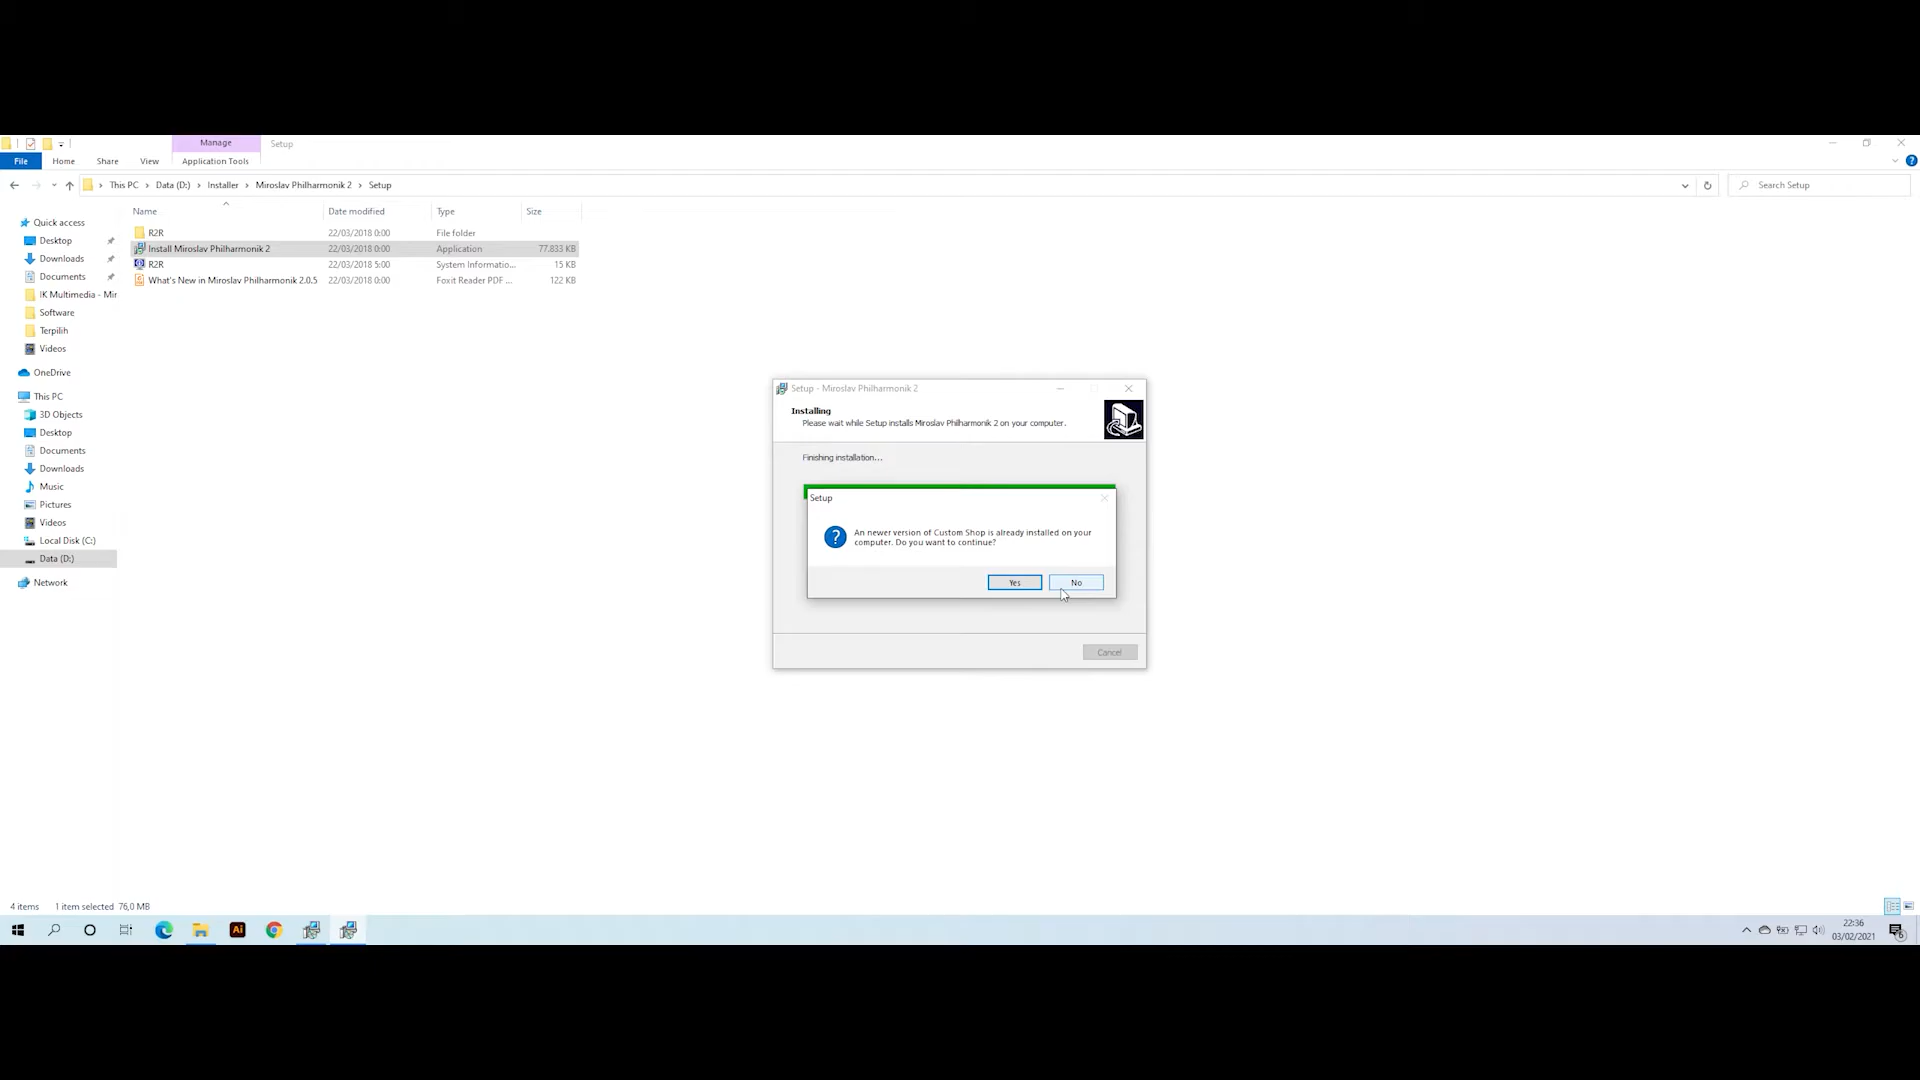 Manage
Setup
File
Home
Share
View
Application Tools
This PC
Data (D:)
Installer
Miroslav Philharmonik 2
Setup
Search Setup
Name
Date modified
Type
Size
R2R
22/03/2018 0:00
File folder
Install Miroslav Philharmonik 2
22/03/2018 0:00
Application
77.833 KB
R2R
22/03/2018 5:00
System Informatio...
15 KB
What's New in Miroslav Philharmonik 2.0.5
22/03/2018 0:00
Foxit Reader PDF ...
122 KB
Quick access
Desktop
Downloads
Documents
IK Multimedia - Mir
Software
Terpilih
Videos
OneDrive
This PC
3D Objects
Desktop
Documents
Downloads
Music
Pictures
Videos
Local Disk (C:)
Data (D:)
Network
Setup - Miroslav Philharmonik 2
Installing
Please wait while Setup installs Miroslav Philharmonik 2 on your computer.
Finishing installation...
Setup
An newer version of Custom Shop is already installed on your
computer. Do you want to continue?
Yes
No
Cancel
4 items
1 item selected 76,0 MB
Ai
22:36
03/02/2021